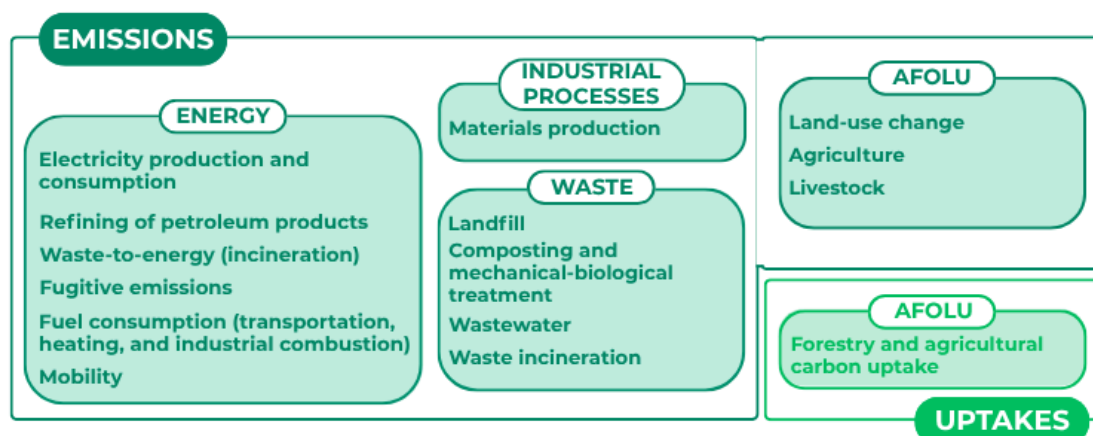 EMISSIONS
ENERGY
Electricity production and
consumption
Refining of petroleum products
Waste-to-energy (incineration)
Fugitive emissions
Fuel consumption (transportation,
heating, and industrial combustion)
Mobility
INDUSTRIAL
PROCESSES
Materials production
WASTE
Landfill
Composting and
mechanical-biological
treatment
Wastewater
Waste incineration
AFOLU
Land-use change
Agriculture
Livestock
AFOLU
Forestry and agricultural
carbon uptake
UPTAKES